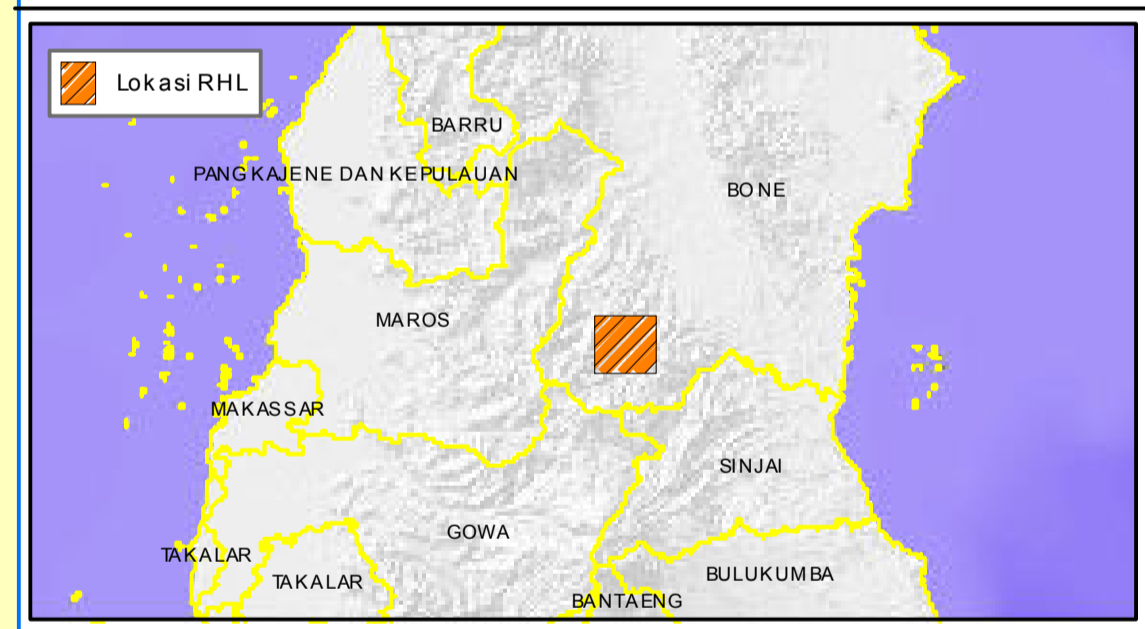 Lokasi RHL
BARRU
PANGKAJENE DAN KEPULAUAN
BONE
MAROS
MAKASSAR
SINJAI
GOWA
TAKALAR
TAKALAR
BULUKUMBA
BANTAENG